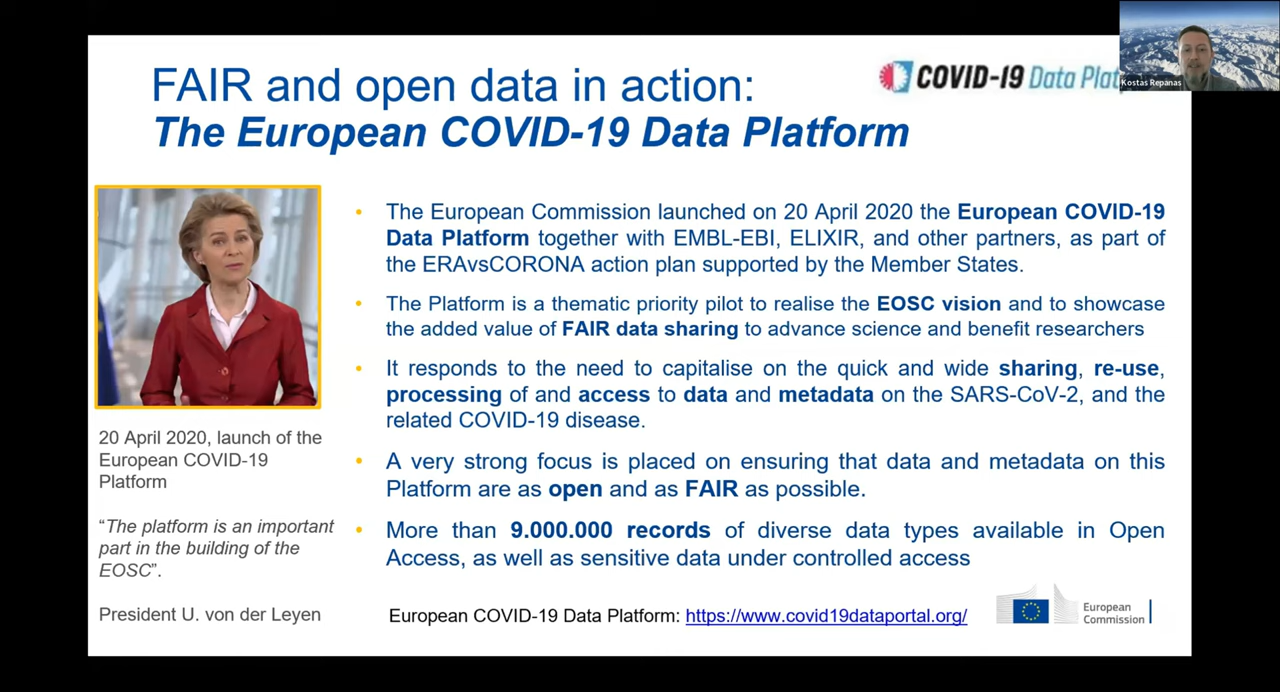 FAIR and open data in action:
The European COVID-19 Data Platform
COVID-19 Data
Kostas Repanas
20 April 2020, launch of the
European COVID-19
Platform
“The platform is an important
part in the building of the
EOSC”.
President U. von der Leyen
• The European Commission launched on 20 April 2020 the European COVID-19
Data Platform together with EMBL-EBI, ELIXIR, and other partners, as part of
the ERAvsCORONA action plan supported by the Member States.
• The Platform is a thematic priority pilot to realise the EOSC vision and to showcase
the added value of FAIR data sharing to advance science and benefit researchers
• It responds to the need to capitalise on the quick and wide sharing, re-use,
processing of and access to data and metadata on the SARS-CoV-2, and the
related COVID-19 disease.
• A very strong focus is placed on ensuring that data and metadata on this
Platform are as open and as FAIR as possible.
• More than 9.000.000 records of diverse data types available in Open
Access, as well as sensitive data under controlled access
European COVID-19 Data Platform: https://www.covid19dataportal.org/
European
Commission